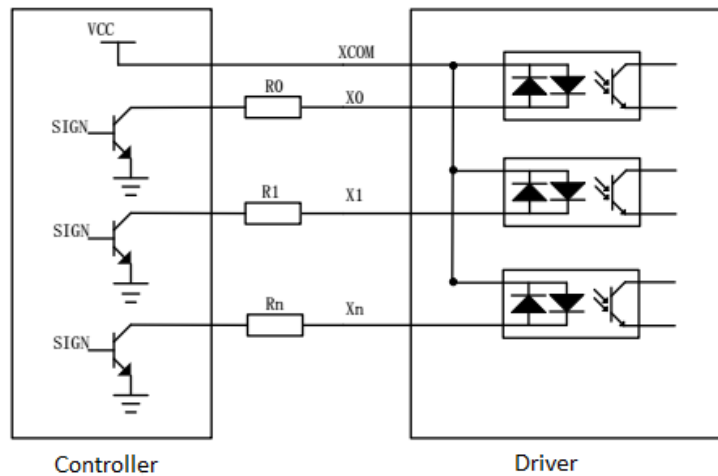 VCC
XCOM
R0
X0
SIGN
R1
X1
SIGN
Rn
Xn
SIGN
Controller
Driver